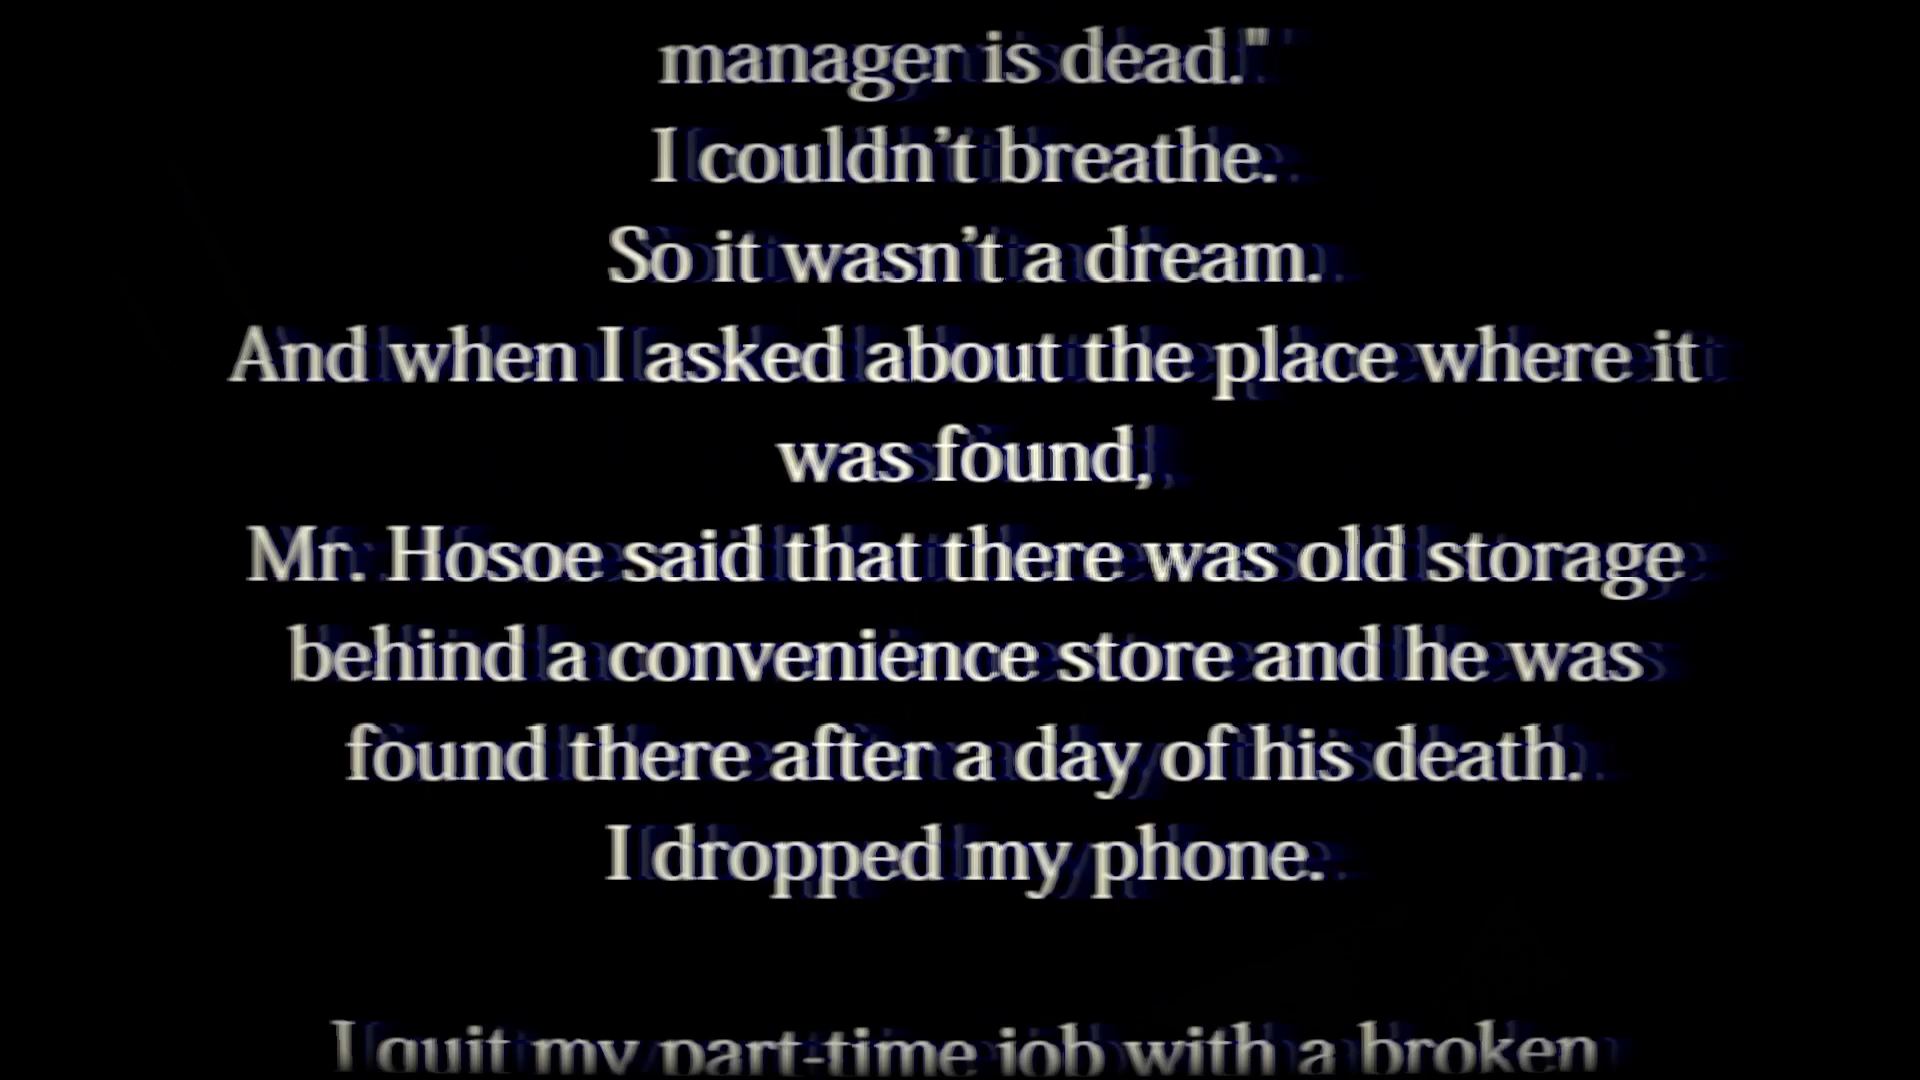 manager is dead."
I couldn’t breathe.
So it wasn’t a dream.
And when I asked about the place where it
was found,
Mr. Hosoe said that there was old storage
behind a convenience store and he was
found there after a day of his death.
I dropped my phone.
I quit my part-time job with a broken